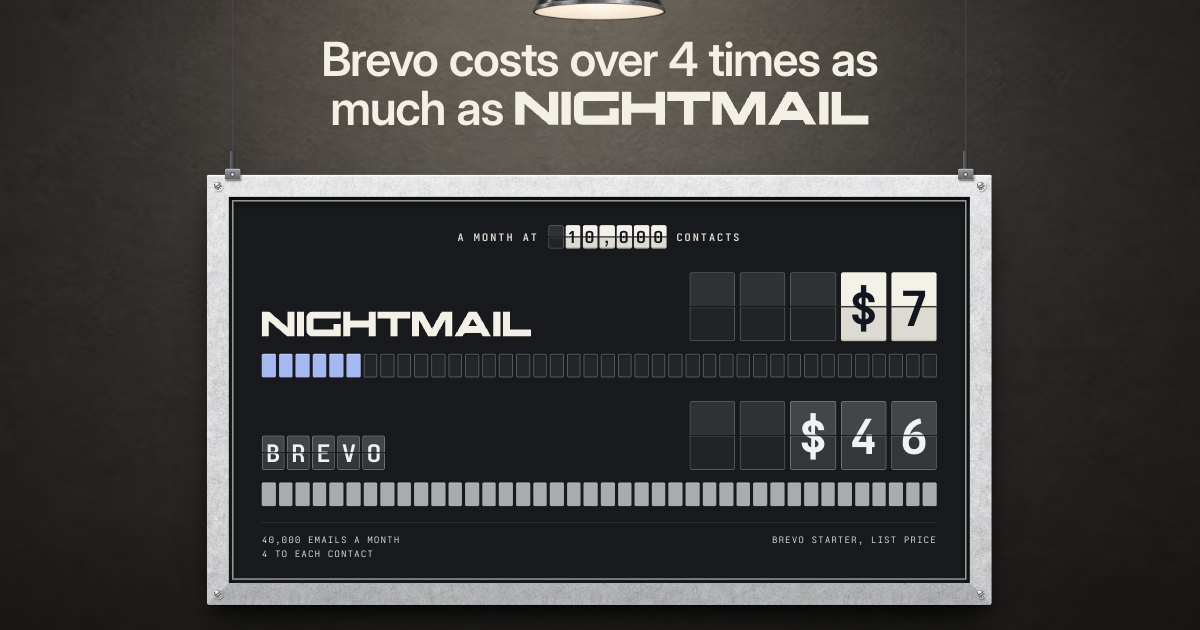 Brevo costs over 4 times as
much as NIGHTMAIL
A MONTH AT 10,000 CONTACTS
NIGHTMAIL
$7
BREVO
$46
40,000 EMAILS A MONTH
4 TO EACH CONTACT
BREVO STARTER, LIST PRICE